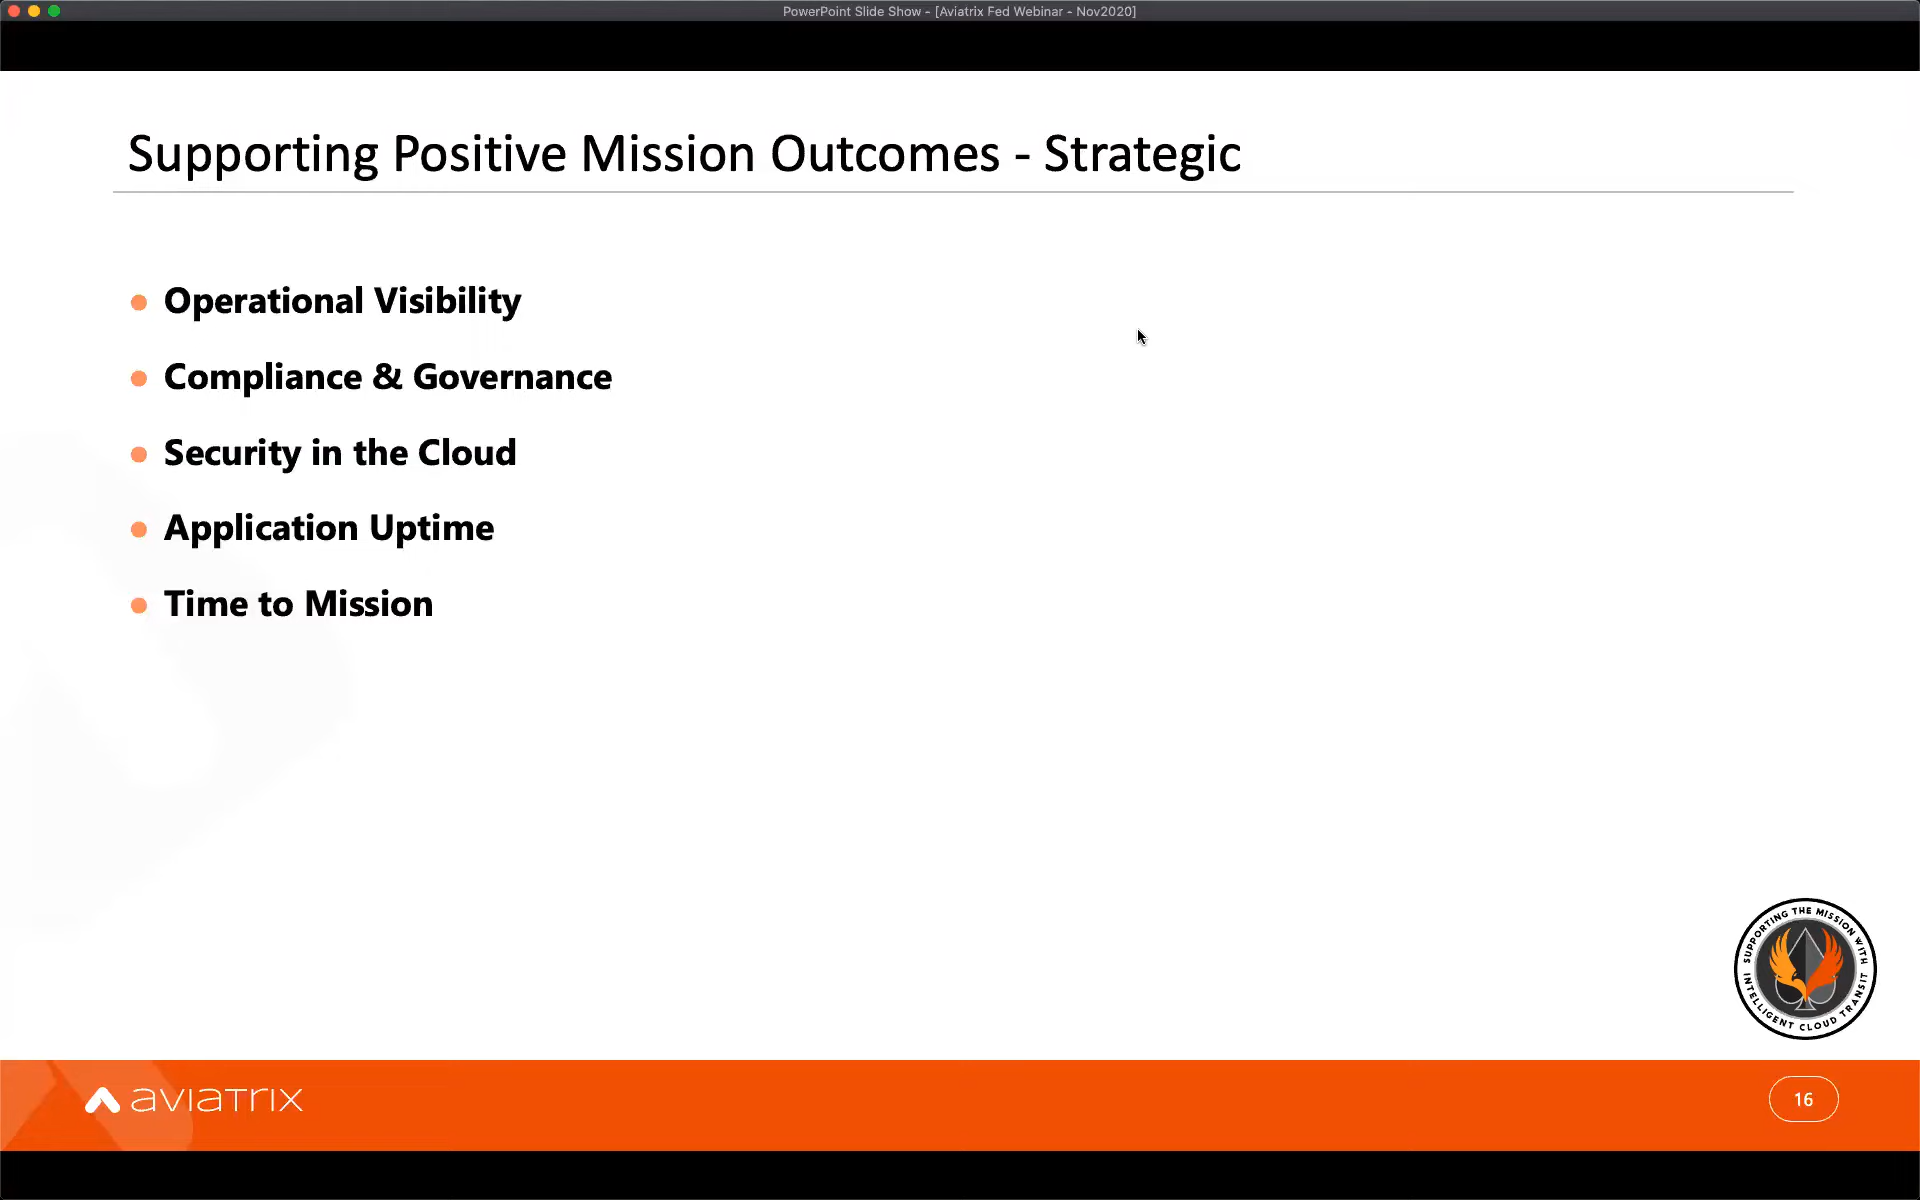 PowerPoint Slide Show - [Aviatrix Fed Webinar - Nov2020]
Supporting Positive Mission Outcomes - Strategic
Operational Visibility
Compliance & Governance
Security in the Cloud
Application Uptime
Time to Mission
SUPPORTING THE MISSION WITH
INTELLIGENT CLOUD TRANSIT
aviatrix
16